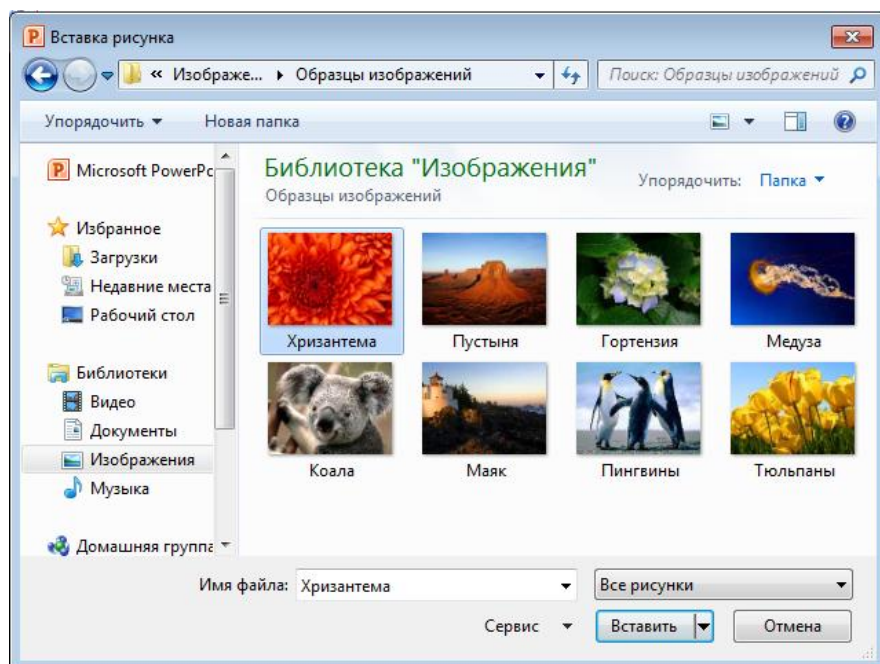 Вставка рисунка
« Изображе... Образцы изображений
Поиск: Образцы изображений
Упорядочить
Новая папка
Microsoft PowerPo
Избранное
Загрузки
Недавние места
Рабочий стол
Библиотеки
Видео
Документы
Изображения
Музыка
Домашняя группа
Библиотека "Изображения"
Образцы изображений
Упорядочить: Папка
Хризантема Пустыня Гортензия Медуза
Коала Маяк Пингвины Тюльпаны
Имя файла: Хризантема Все рисунки
Сервис Вставить Отмена